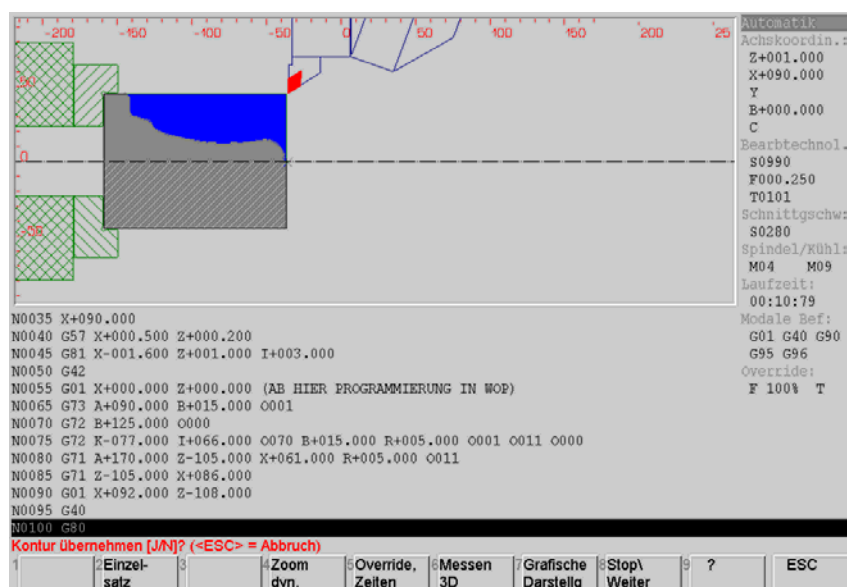 -200 -150 -100 -50 0 50 100 150 200 25
Automatik
Achskoordin.:
Z+001.000
X+090.000
Y
B+000.000
C
Bearbtechnol.
S0990
F000.250
T0101
Schnittgschw:
S0280
Spindel/Kühl:
M04 M09
Laufzeit:
00:10:79
Modale Bef:
G01 G40 G90
G95 G96
Override:
F 100% T
50
0
-50
N0035 X+090.000
N0040 G57 X+000.500 Z+000.200
N0045 G81 X-001.600 Z+001.000 I+003.000
N0050 G42
N0055 G01 X+000.000 Z+000.000 (AB HIER PROGRAMMIERUNG IN WOP)
N0065 G73 A+090.000 B+015.000 O001
N0070 G72 B+125.000 O000
N0075 G72 K-077.000 I+066.000 O070 B+015.000 R+005.000 O001 O011 O000
N0080 G71 A+170.000 Z-105.000 X+061.000 R+005.000 O011
N0085 G71 Z-105.000 X+086.000
N0090 G01 X+092.000 Z-108.000
N0095 G40
N0100 G80
Kontur übernehmen [J/N]? (<ESC> = Abbruch)
1 2 Einzel- 3 4 Zoom 5 Override, 6 Messen 7 Grafische 8 Stop\ 9 ? ESC
satz dyn. Zeiten 3D Darstellg Weiter